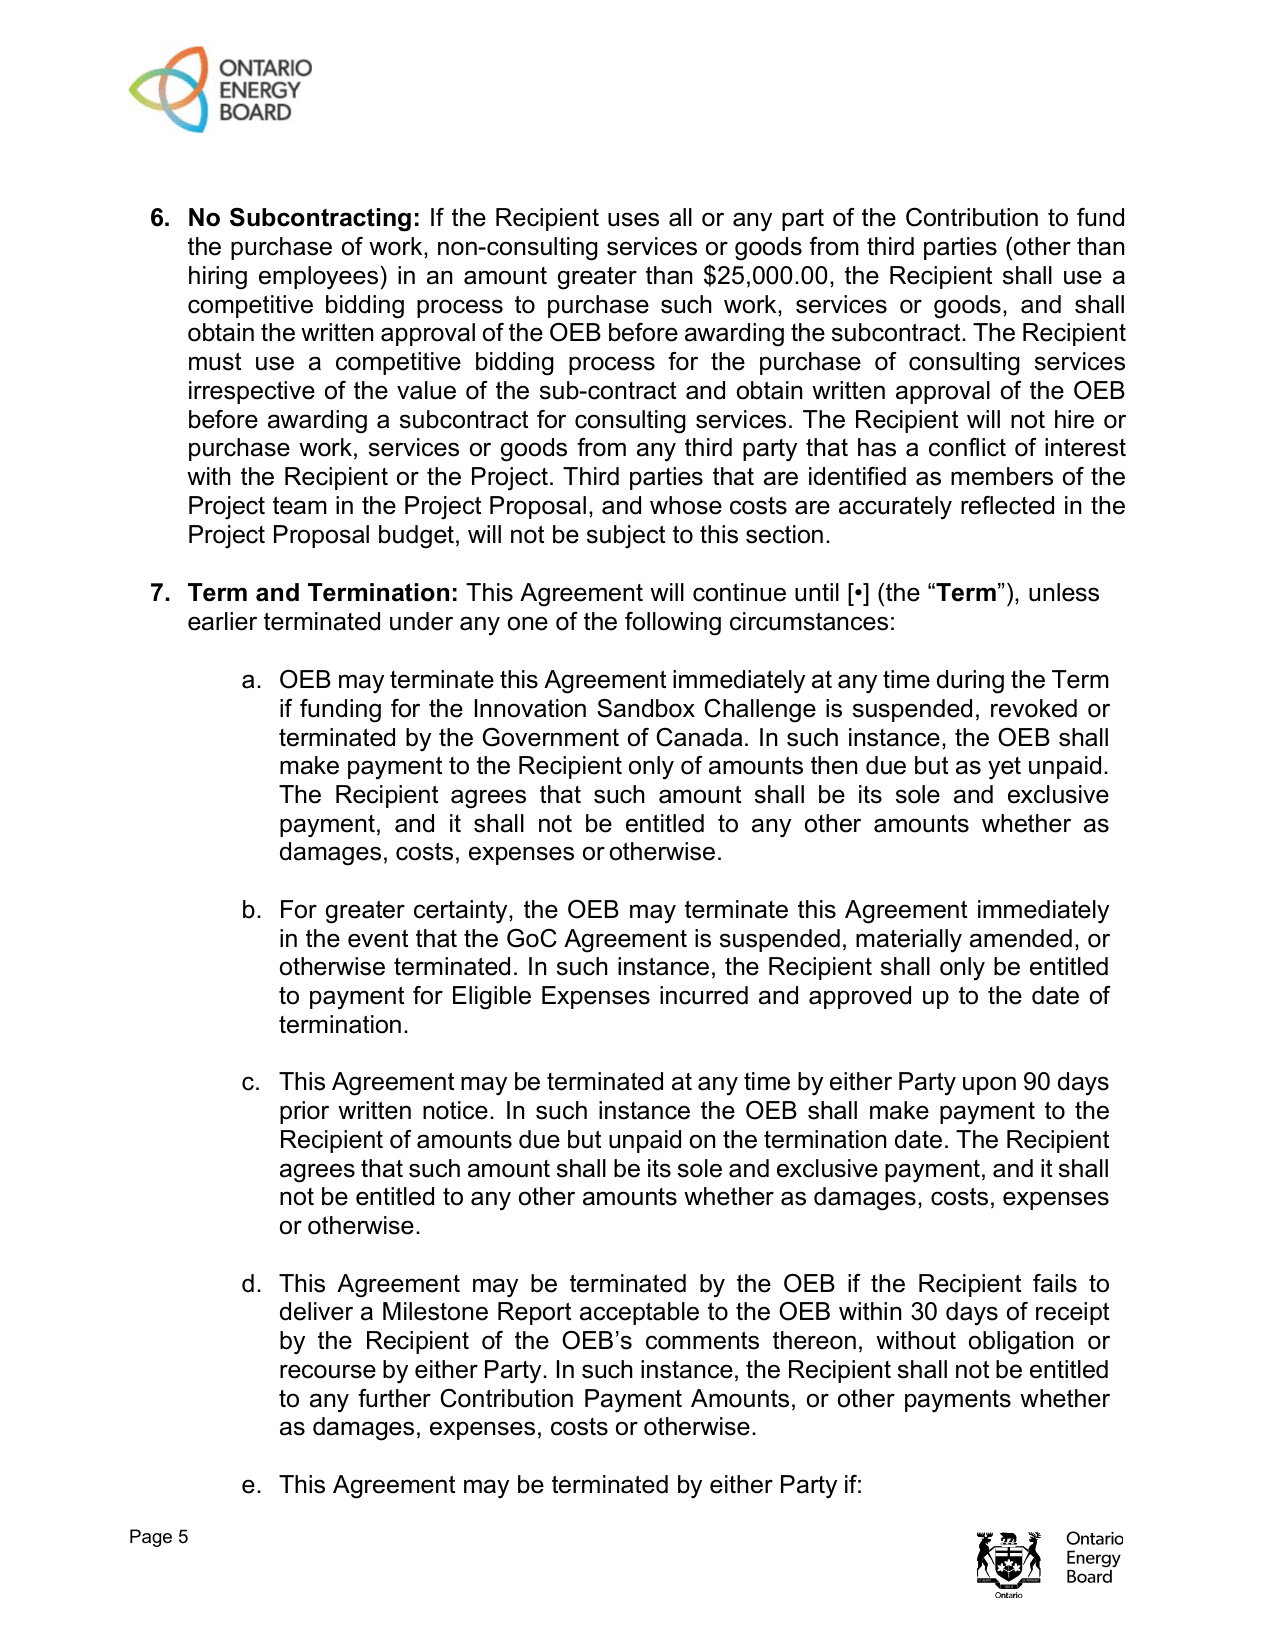 ONTARIO
ENERGY
BOARD
6. No Subcontracting: If the Recipient uses all or any part of the Contribution to fund
the purchase of work, non-consulting services or goods from third parties (other than
hiring employees) in an amount greater than $25,000.00, the Recipient shall use a
competitive bidding process to purchase such work, services or goods, and shall
obtain the written approval of the OEB before awarding the subcontract. The Recipient
must use a competitive bidding process for the purchase of consulting services
irrespective of the value of the sub-contract and obtain written approval of the OEB
before awarding a subcontract for consulting services. The Recipient will not hire or
purchase work, services or goods from any third party that has a conflict of interest
with the Recipient or the Project. Third parties that are identified as members of the
Project team in the Project Proposal, and whose costs are accurately reflected in the
Project Proposal budget, will not be subject to this section.
7. Term and Termination: This Agreement will continue until [•] (the “Term”), unless
earlier terminated under any one of the following circumstances:
a. OEB may terminate this Agreement immediately at any time during the Term
if funding for the Innovation Sandbox Challenge is suspended, revoked or
terminated by the Government of Canada. In such instance, the OEB shall
make payment to the Recipient only of amounts then due but as yet unpaid.
The Recipient agrees that such amount shall be its sole and exclusive
payment, and it shall not be entitled to any other amounts whether as
damages, costs, expenses or otherwise.
b. For greater certainty, the OEB may terminate this Agreement immediately
in the event that the GoC Agreement is suspended, materially amended, or
otherwise terminated. In such instance, the Recipient shall only be entitled
to payment for Eligible Expenses incurred and approved up to the date of
termination.
c. This Agreement may be terminated at any time by either Party upon 90 days
prior written notice. In such instance the OEB shall make payment to the
Recipient of amounts due but unpaid on the termination date. The Recipient
agrees that such amount shall be its sole and exclusive payment, and it shall
not be entitled to any other amounts whether as damages, costs, expenses
or otherwise.
d. This Agreement may be terminated by the OEB if the Recipient fails to
deliver a Milestone Report acceptable to the OEB within 30 days of receipt
by the Recipient of the OEB’s comments thereon, without obligation or
recourse by either Party. In such instance, the Recipient shall not be entitled
to any further Contribution Payment Amounts, or other payments whether
as damages, expenses, costs or otherwise.
e. This Agreement may be terminated by either Party if:
Page 5
Ontario
Ontario
Energy
Board